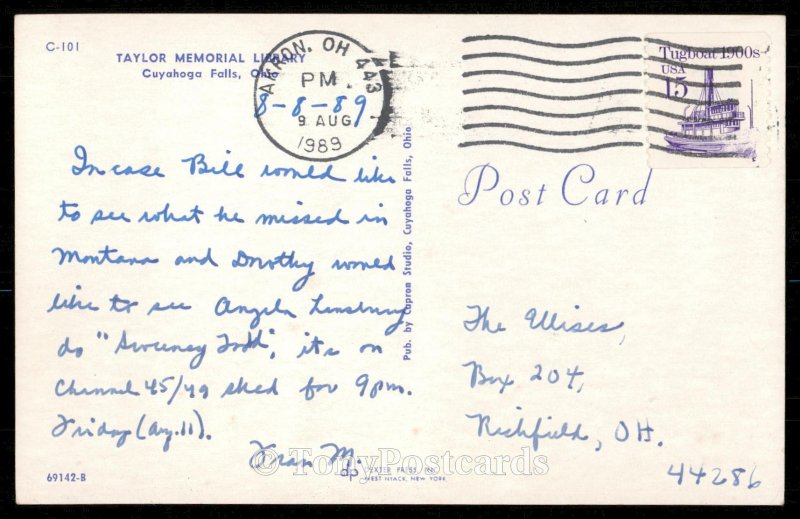 C-101
TAYLOR MEMORIAL LIBRARY
Cuyahoga Falls, Ohio
AKRON, OH 443
PM
8-8-89
9 AUG
1989
In case Bill would like
to see what he missed in
Montana and Dorothy would
like to see Angela Lansbury
do "Sweeney Todd", it's on
Channel 45/49 sked for 9pm.
Friday (Aug. 11).
Fran M.
69142-B
DEXTER PRESS, INC.
WEST NYACK, NEW YORK
dp
Pub. by Capron Studio, Cuyahoga Falls, Ohio
Tugboat 1900s
USA
15
Post Card
The Ellises,
Box 204,
Richfield, OH.
44286
© TonyPostcards